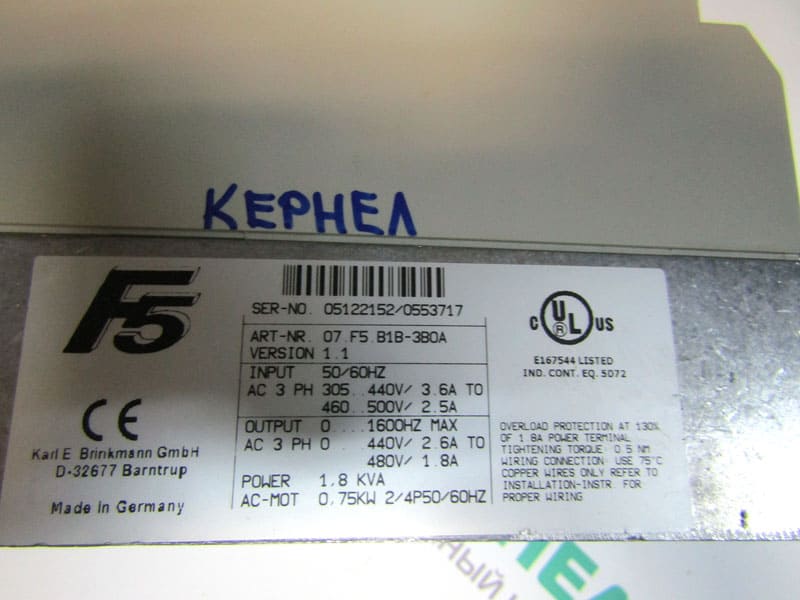 КЕРНЕЛ
F5
SER-NO. 05122152/0553717
ART-NR. 07.F5.B1B-3B0A
VERSION 1.1
INPUT 50/60HZ
AC 3 PH 305..440V/ 3.6A TO
460..500V/ 2.5A
OUTPUT 0....1600HZ MAX
AC 3 PH 0...440V/ 2.6A TO
480V/ 1.8A
POWER 1,8 KVA
AC-MOT 0,75KW 2/4P50/60HZ
CE
Karl E. Brinkmann GmbH
D-32677 Barntrup
Made in Germany
C UL ® US
E167544 LISTED
IND. CONT. EQ. 5072
OVERLOAD PROTECTION AT 130%
OF 1.8A POWER TERMINAL
TIGHTENING TORQUE: 0.5 NM
WIRING CONNECTION: USE 75°C
COPPER WIRES ONLY REFER TO
INSTALLATION-INSTR. FOR
PROPER WIRING